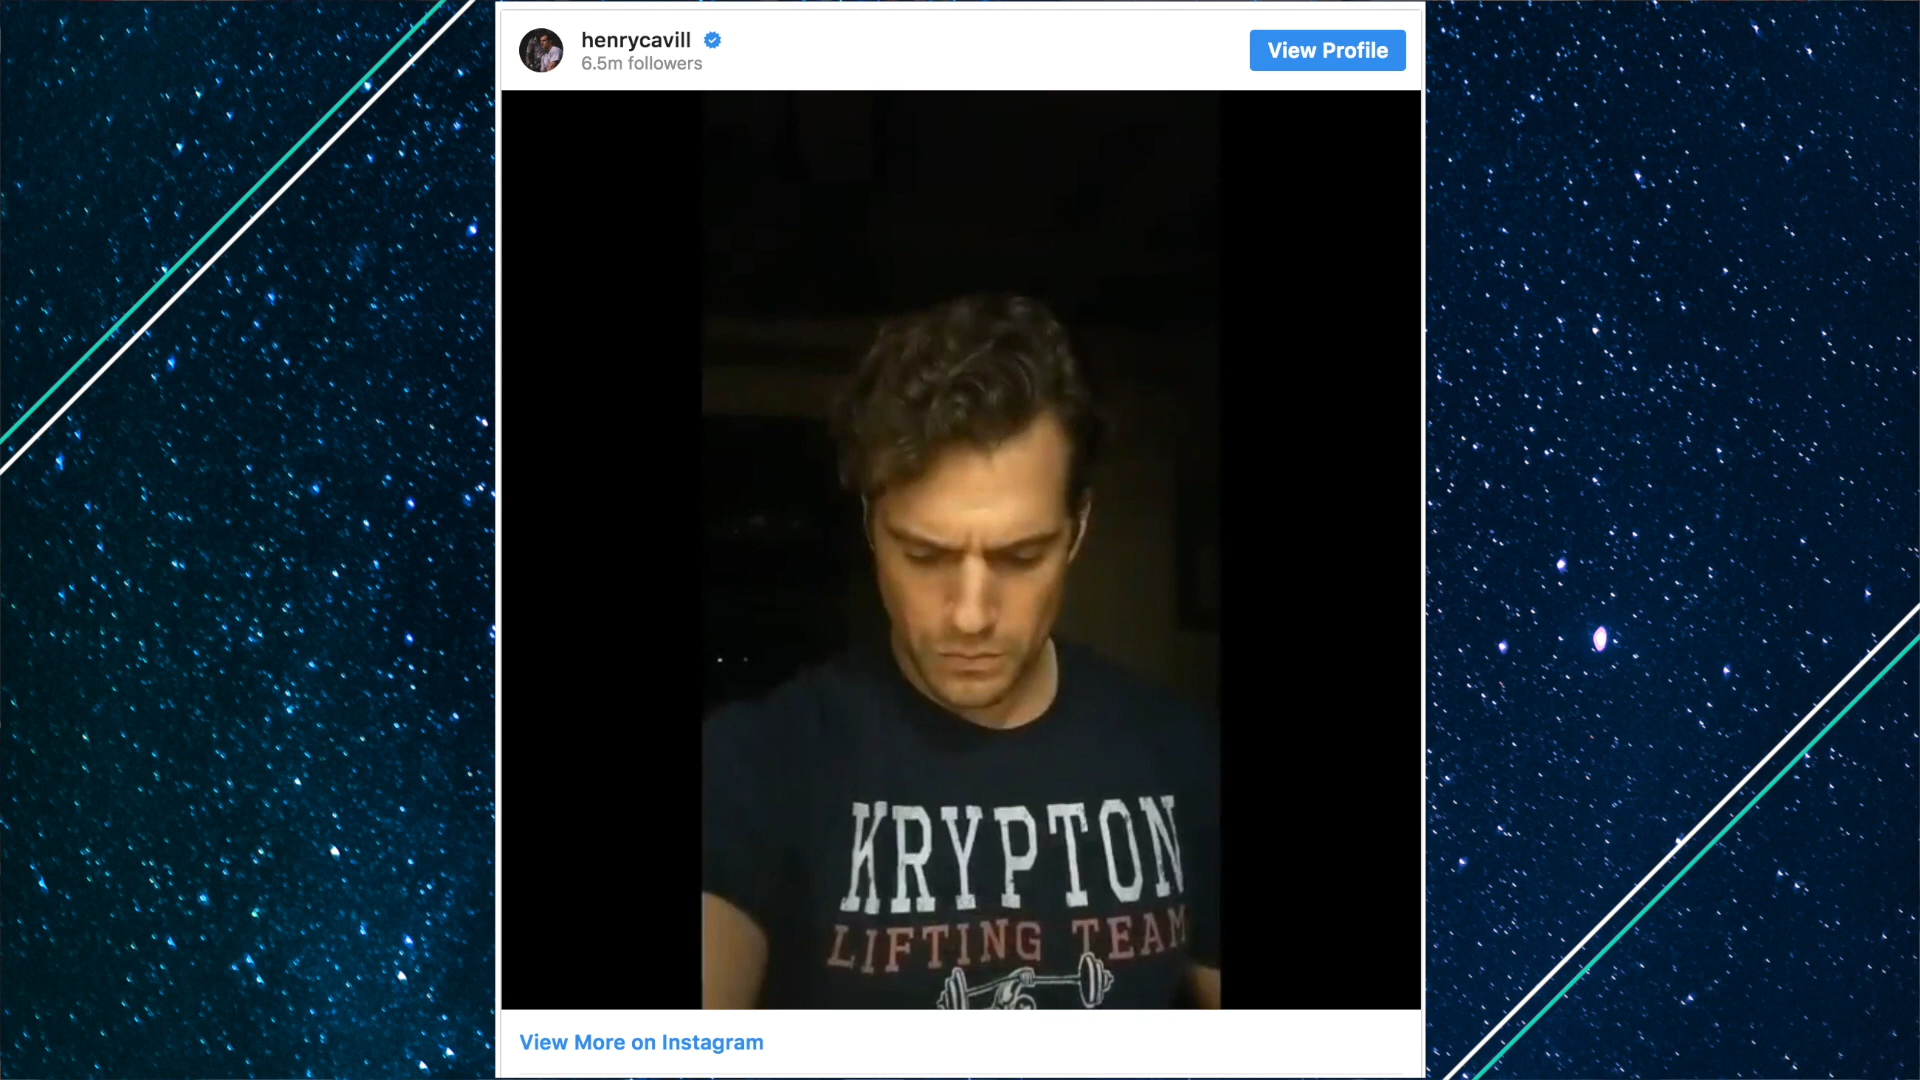 henrycavill
6.5m followers
View Profile
KRYPTON
LIFTING TEAM
View More on Instagram